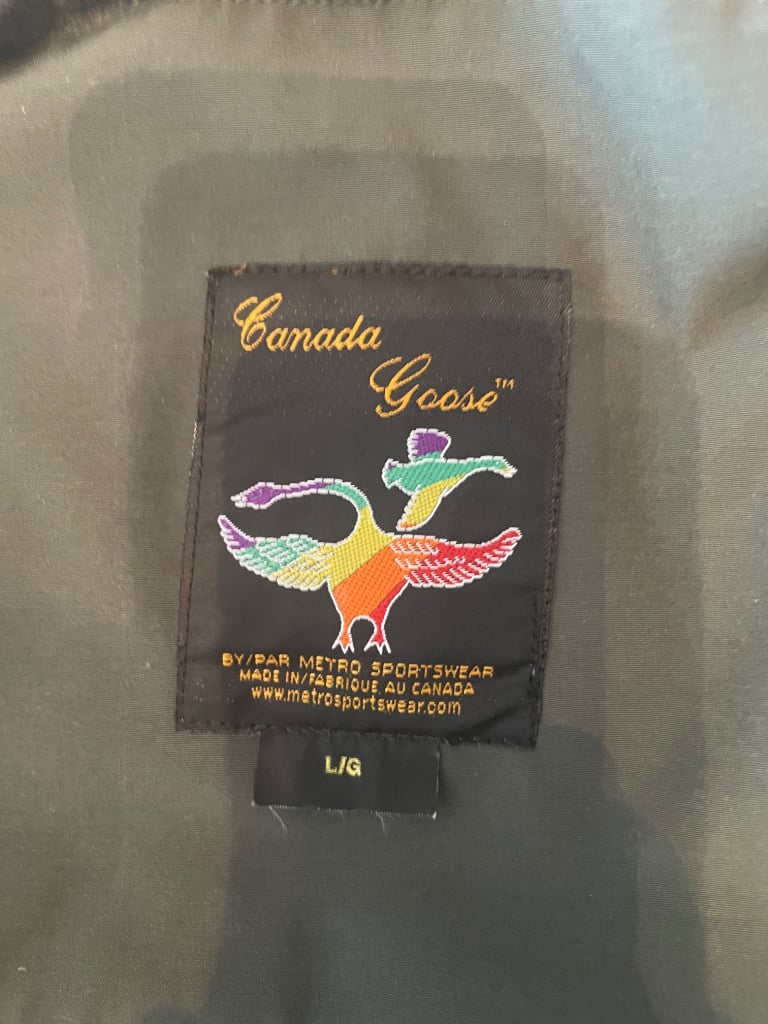 Canada
Goose™
BY/PAR METRO SPORTSWEAR
MADE IN/FABRIQUE AU CANADA
www.metrosportswear.com
L/G